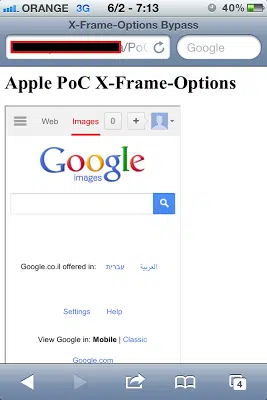 ORANGE 3G 6/2 - 7:13 40%
X-Frame-Options Bypass
/PoC Google
Apple PoC X-Frame-Options
Web Images 0 +
Google
images
Google.co.il offered in: עברית العربية
Settings Help
View Google in: Mobile | Classic
Google.com
4